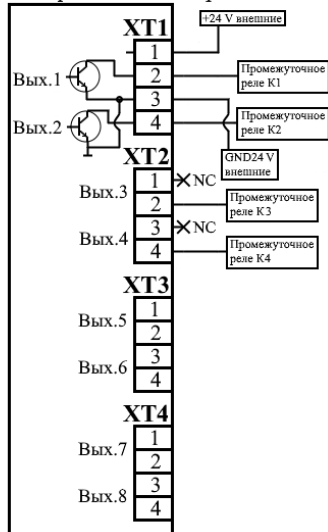 +24 V внешние
XT1
1
2
3
4
Вых.1
Вых.2
Промежуточное
реле К1
Промежуточное
реле К2
GND24 V
внешние
XT2
1
2
3
4
NC
NC
Вых.3
Вых.4
Промежуточное
реле К3
Промежуточное
реле К4
XT3
1
2
3
4
Вых.5
Вых.6
XT4
1
2
3
4
Вых.7
Вых.8